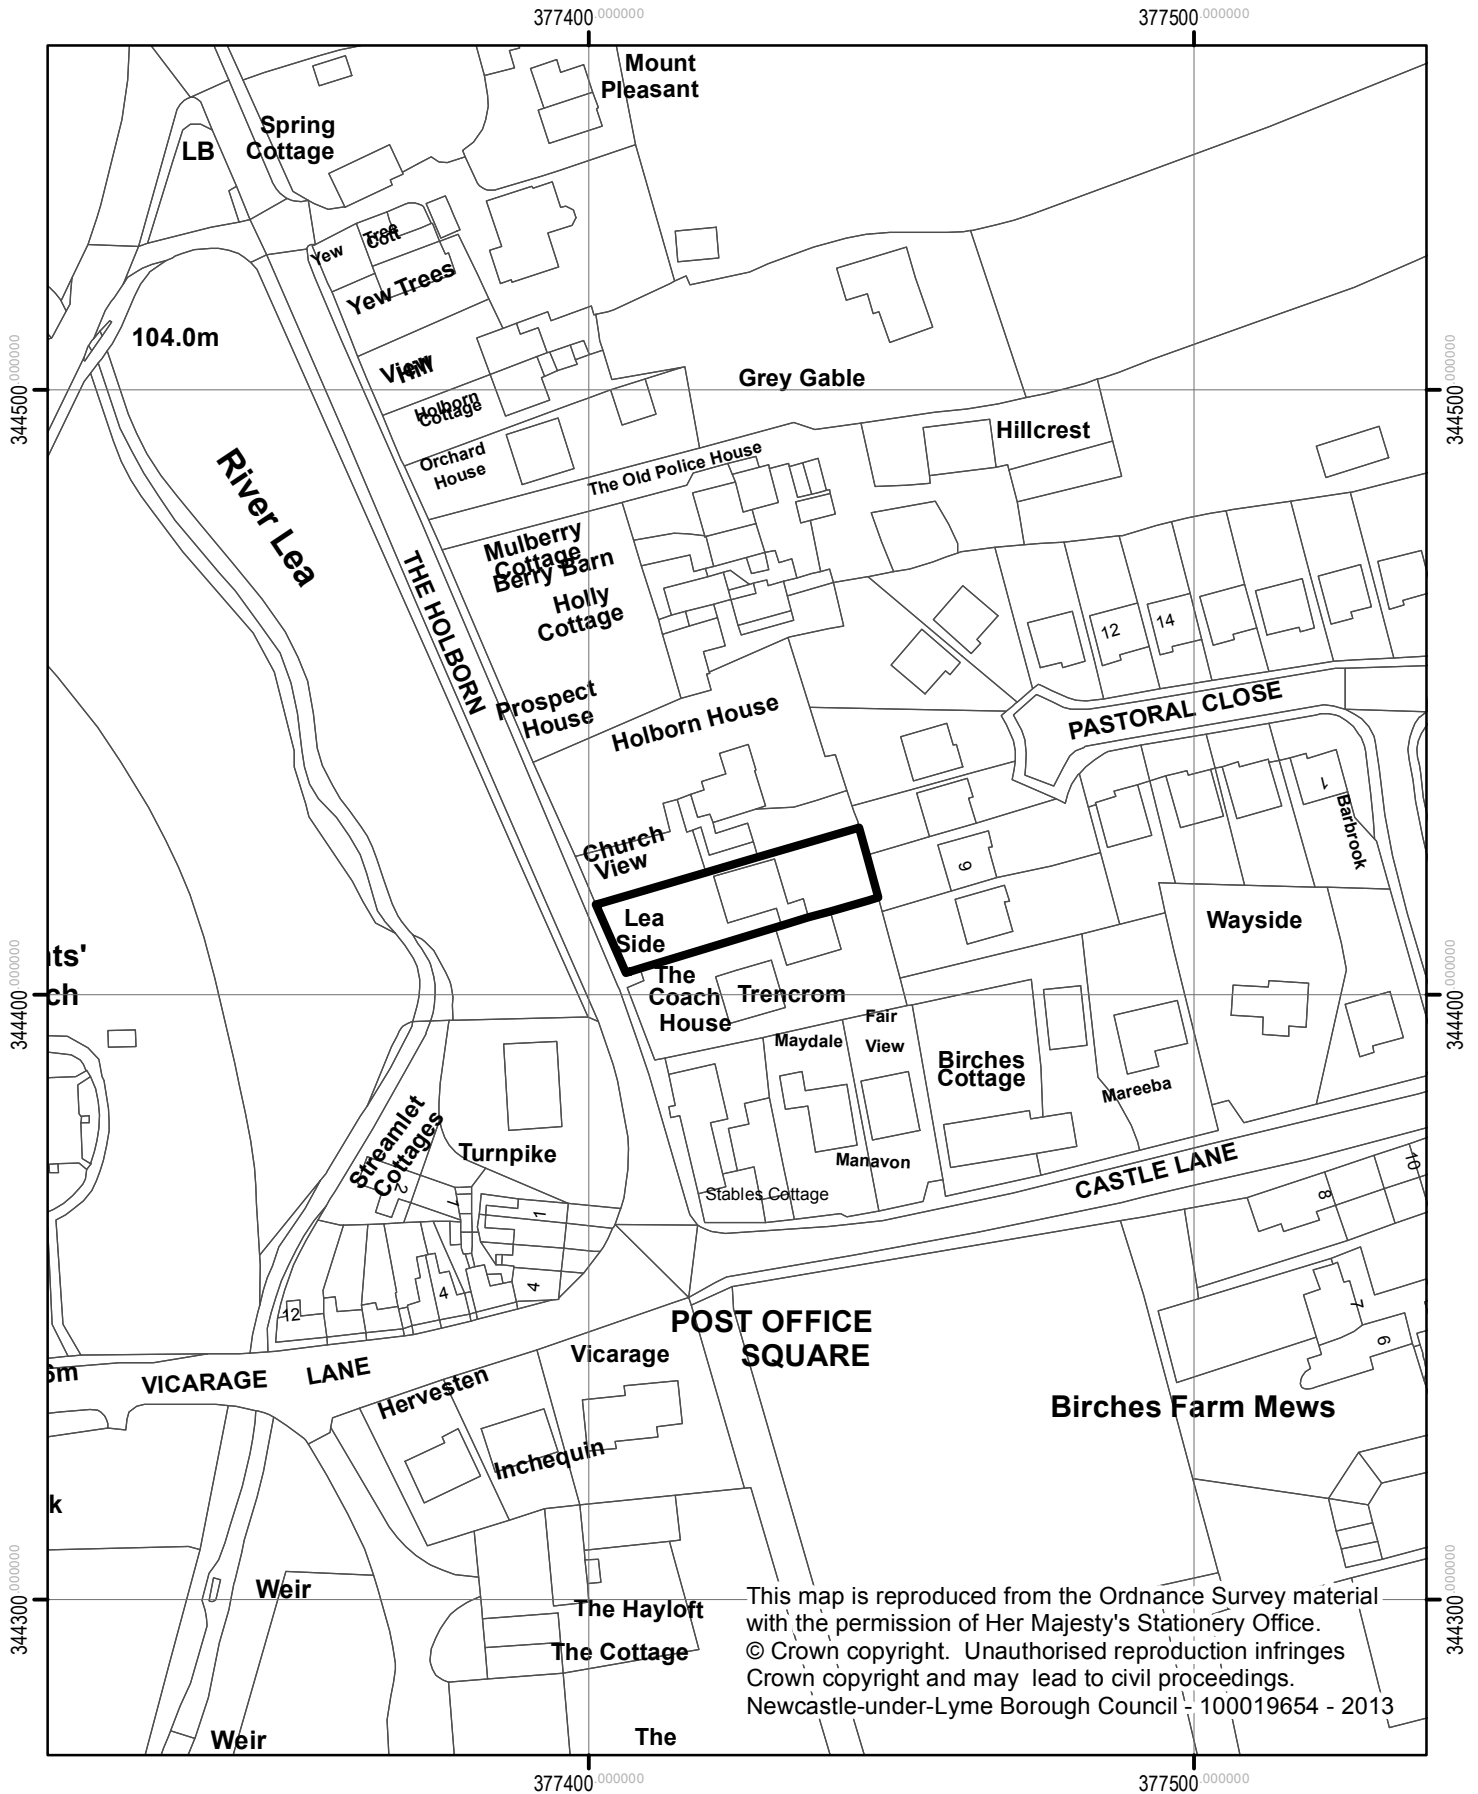 377400.000000
377500.000000
Mount
Pleasant
Spring
Cottage
LB
Yew
Tree
Cott
Yew Trees
104.0m
View
Hill
344500.000000
344500.000000
Grey Gable
Holborn
Cottage
Hillcrest
Orchard
House
The Old Police House
River Lea
THE HOLBORN
Mulberry
Cottage
Berry Barn
Holly
Cottage
12
14
Prospect
House
Holborn House
PASTORAL CLOSE
1
Barbrook
Church
View
9
Lea
Side
Wayside
nts'
ch
The
Coach
House
Trencrom
344400.000000
344400.000000
Fair
View
Maydale
Birches
Cottage
Mareeba
Streamlet
Cottages
Turnpike
Manavon
CASTLE LANE
Stables Cottage
2
1
1
4
4
12
10
8
7
6
POST OFFICE
SQUARE
Vicarage
VICARAGE LANE
6m
Hervesten
Birches Farm Mews
Inchequin
k
Weir
344300.000000
344300.000000
The Hayloft
The Cottage
Weir
The
This map is reproduced from the Ordnance Survey material
with the permission of Her Majesty's Stationery Office.
© Crown copyright. Unauthorised reproduction infringes
Crown copyright and may lead to civil proceedings.
Newcastle-under-Lyme Borough Council - 100019654 - 2013
377400.000000
377500.000000